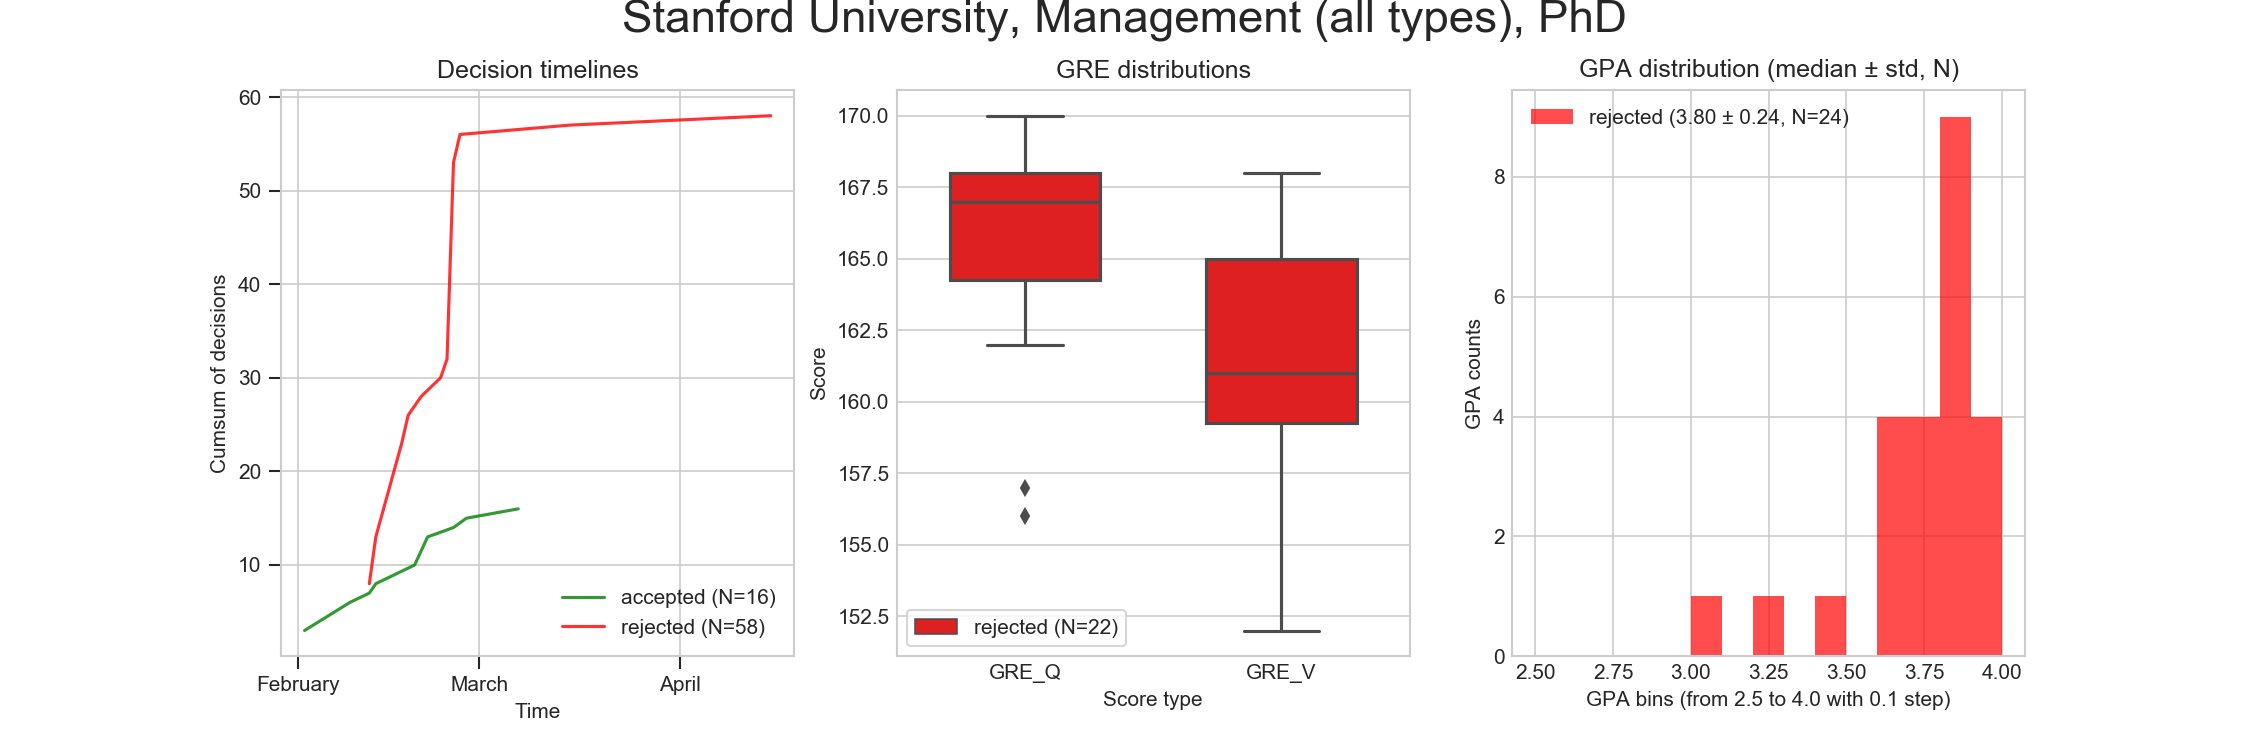 Stanford University, Management (all types), PhD
Decision timelines
60
50
40
30
20
10
Cumsum of decisions
accepted (N=16)
rejected (N=58)
February March April
Time
GRE distributions
170.0
167.5
165.0
162.5
160.0
157.5
155.0
152.5
Score
rejected (N=22)
GRE_Q GRE_V
Score type
GPA distribution (median ± std, N)
rejected (3.80 ± 0.24, N=24)
8
6
4
2
0
GPA counts
2.50 2.75 3.00 3.25 3.50 3.75 4.00
GPA bins (from 2.5 to 4.0 with 0.1 step)